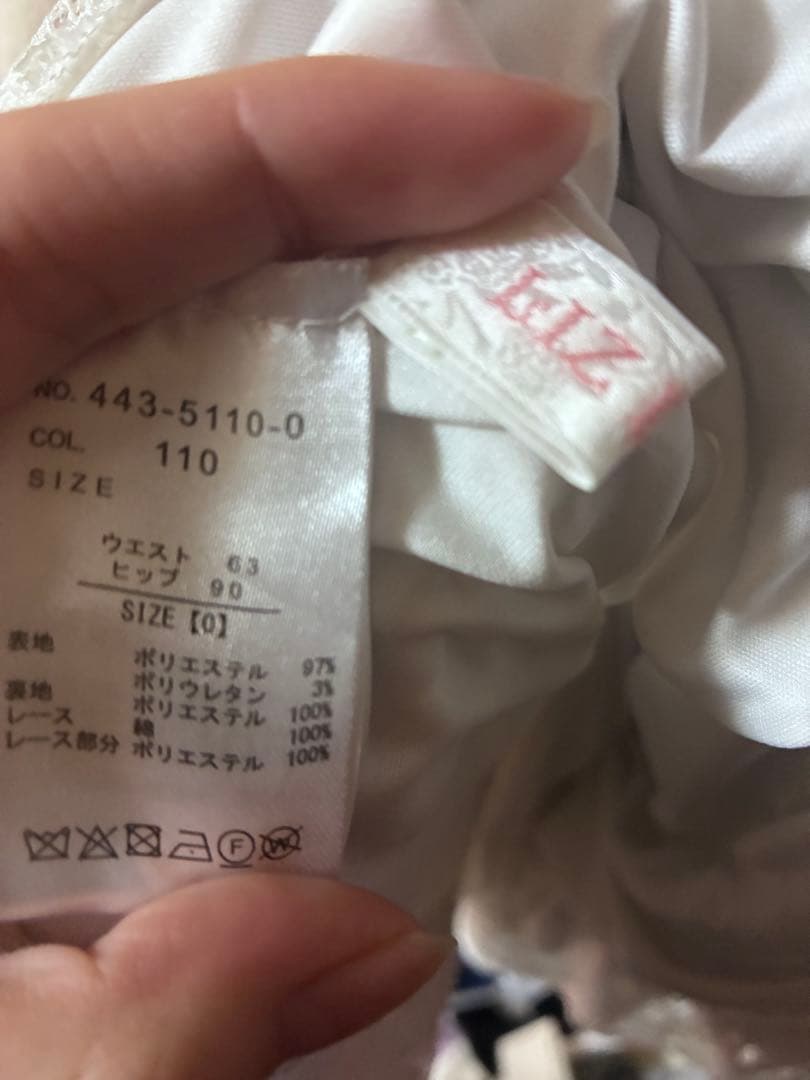 LIZ
NO. 443-5110-0
COL. 110
SIZE
ウエスト 63
ヒップ 90
SIZE【0】
表地 ポリエステル 97%
ポリウレタン 3%
裏地 ポリエステル 100%
レース 綿 100%
レース部分 ポリエステル 100%
F W